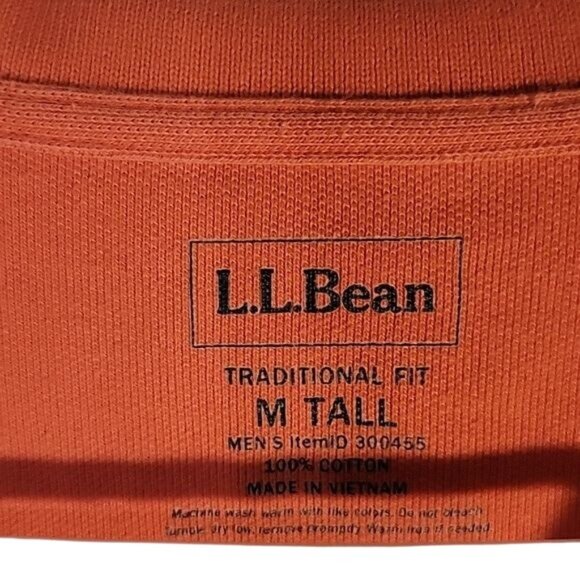 L.L.Bean
TRADITIONAL FIT
M TALL
MEN'S ItemID 300455
100% COTTON
MADE IN VIETNAM
Machine wash warm with like colors. Do not bleach.
Tumble dry low, remove promptly. Warm iron if needed.